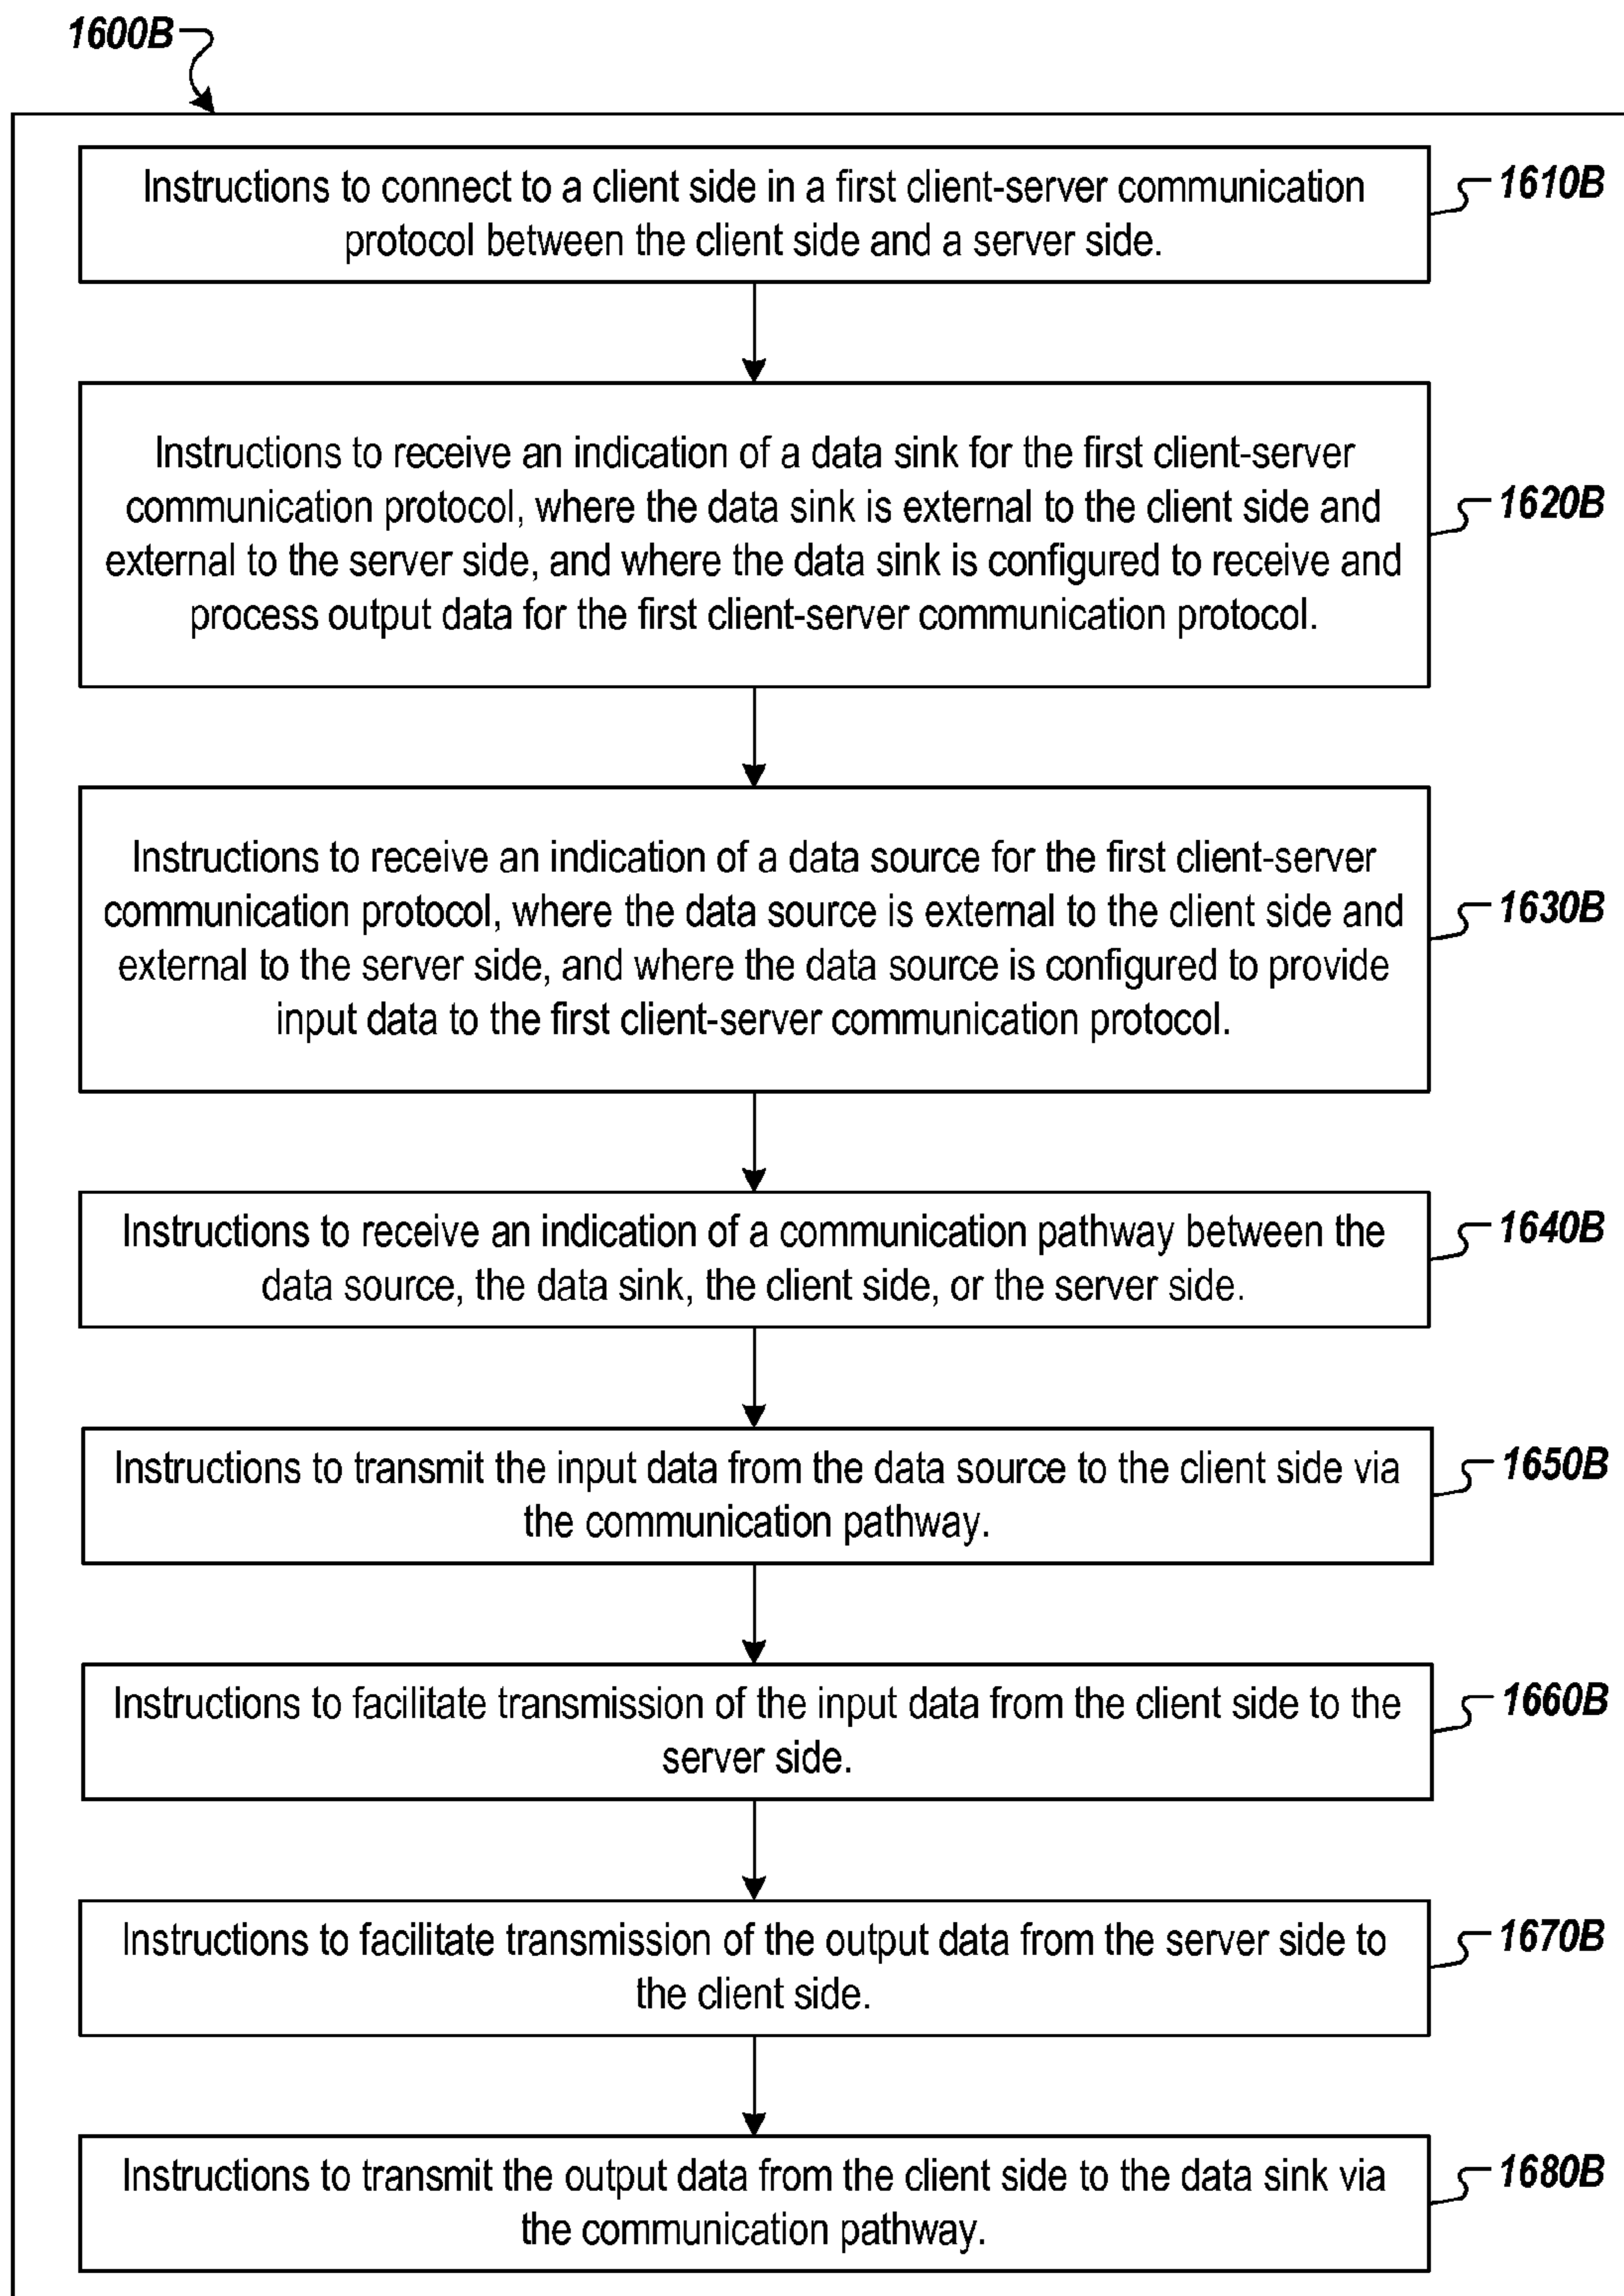 1600B
Instructions to connect to a client side in a first client-server communication
protocol between the client side and a server side.
1610B
Instructions to receive an indication of a data sink for the first client-server
communication protocol, where the data sink is external to the client side and
external to the server side, and where the data sink is configured to receive and
process output data for the first client-server communication protocol.
1620B
Instructions to receive an indication of a data source for the first client-server
communication protocol, where the data source is external to the client side and
external to the server side, and where the data source is configured to provide
input data to the first client-server communication protocol.
1630B
Instructions to receive an indication of a communication pathway between the
data source, the data sink, the client side, or the server side.
1640B
Instructions to transmit the input data from the data source to the client side via
the communication pathway.
1650B
Instructions to facilitate transmission of the input data from the client side to the
server side.
1660B
Instructions to facilitate transmission of the output data from the server side to
the client side.
1670B
Instructions to transmit the output data from the client side to the data sink via
the communication pathway.
1680B